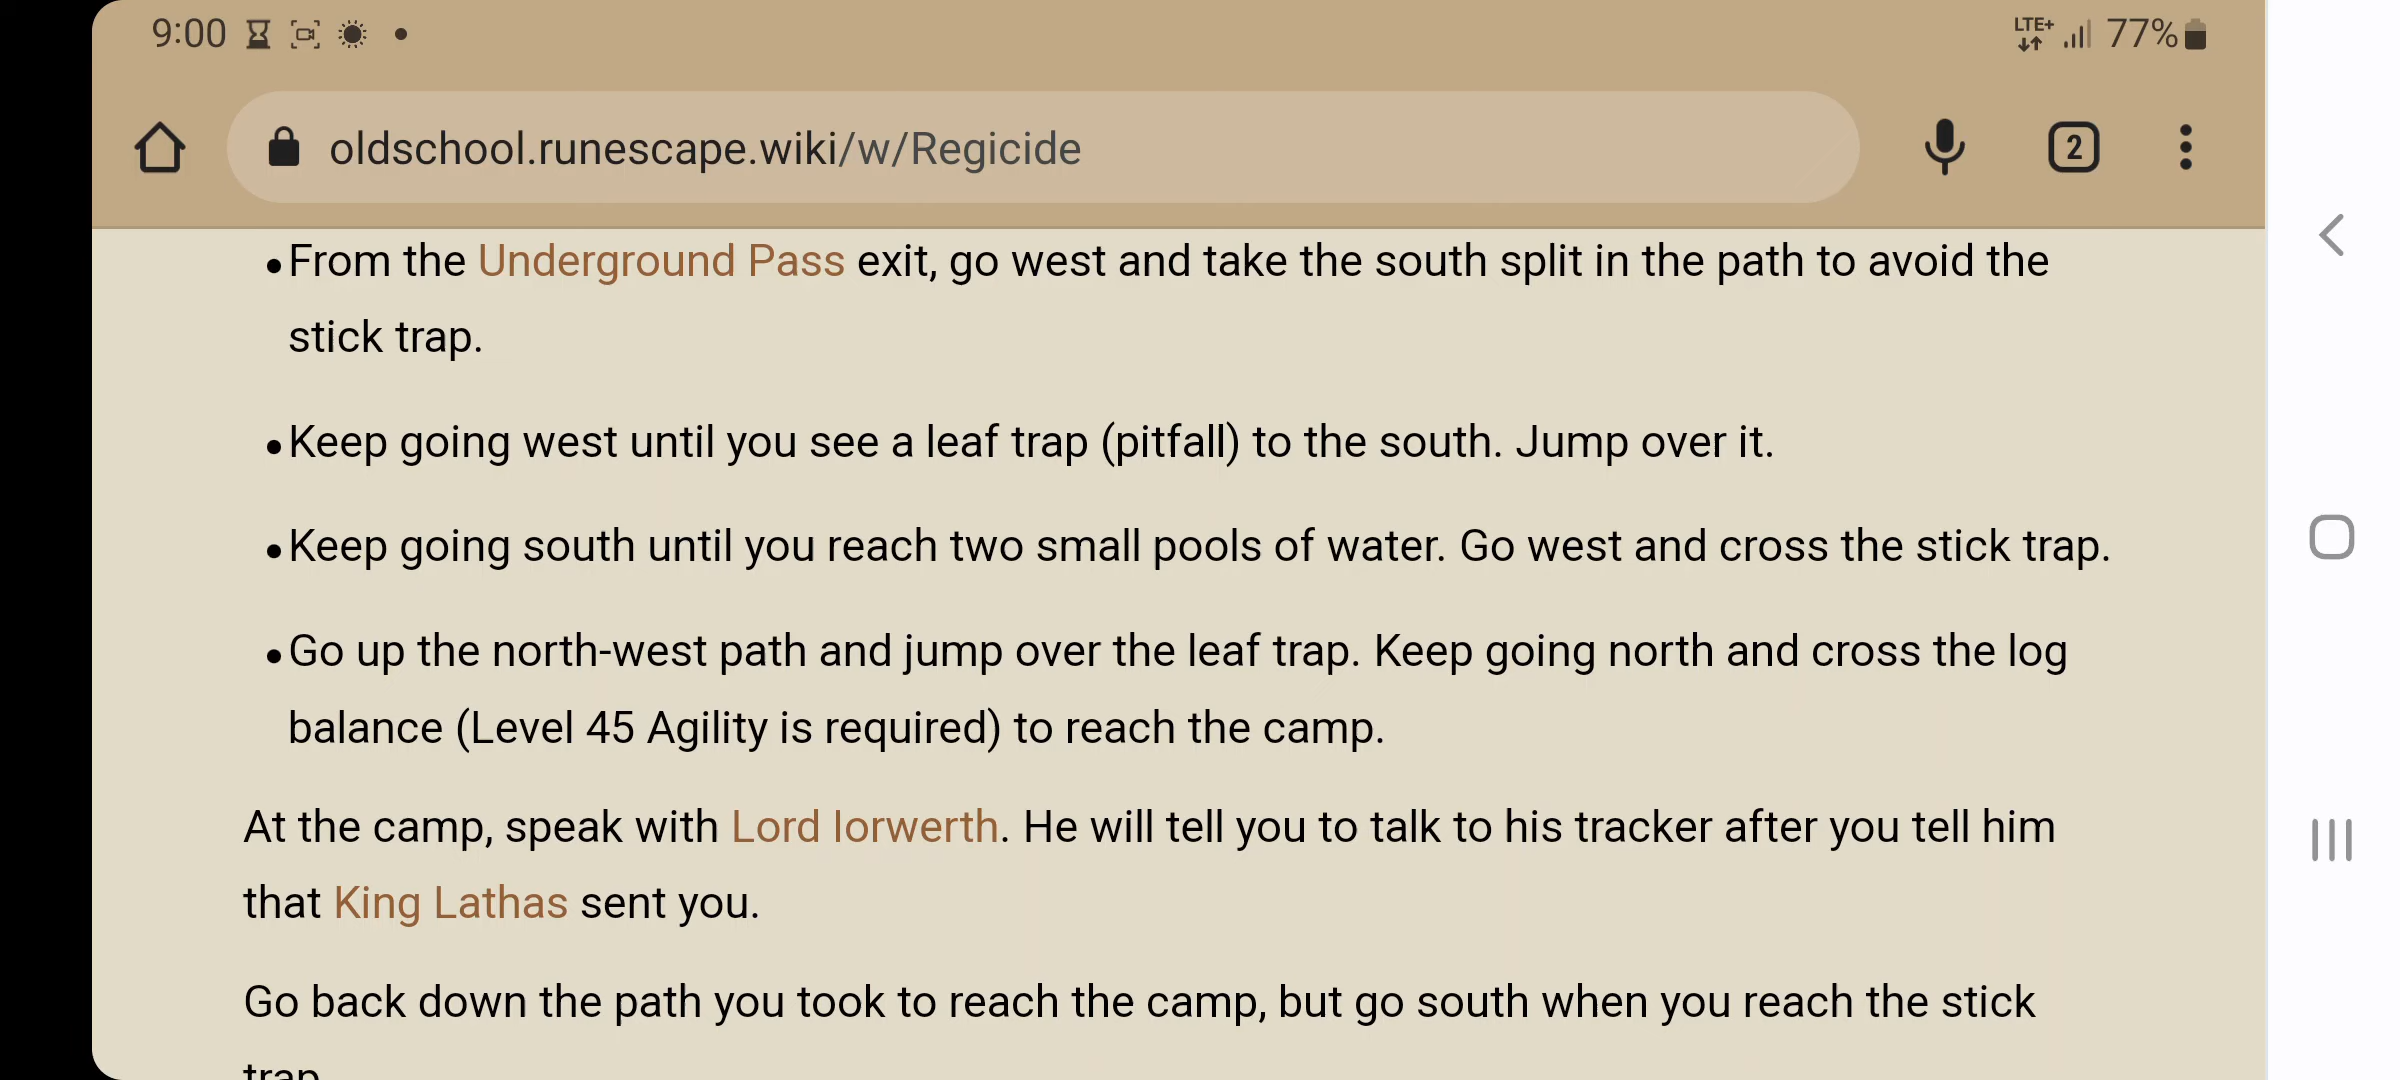 9:00
LTE+ 77%
oldschool.runescape.wiki/w/Regicide
2
•From the Underground Pass exit, go west and take the south split in the path to avoid the
stick trap.
•Keep going west until you see a leaf trap (pitfall) to the south. Jump over it.
•Keep going south until you reach two small pools of water. Go west and cross the stick trap.
•Go up the north-west path and jump over the leaf trap. Keep going north and cross the log
balance (Level 45 Agility is required) to reach the camp.
At the camp, speak with Lord Iorwerth. He will tell you to talk to his tracker after you tell him
that King Lathas sent you.
Go back down the path you took to reach the camp, but go south when you reach the stick
trap